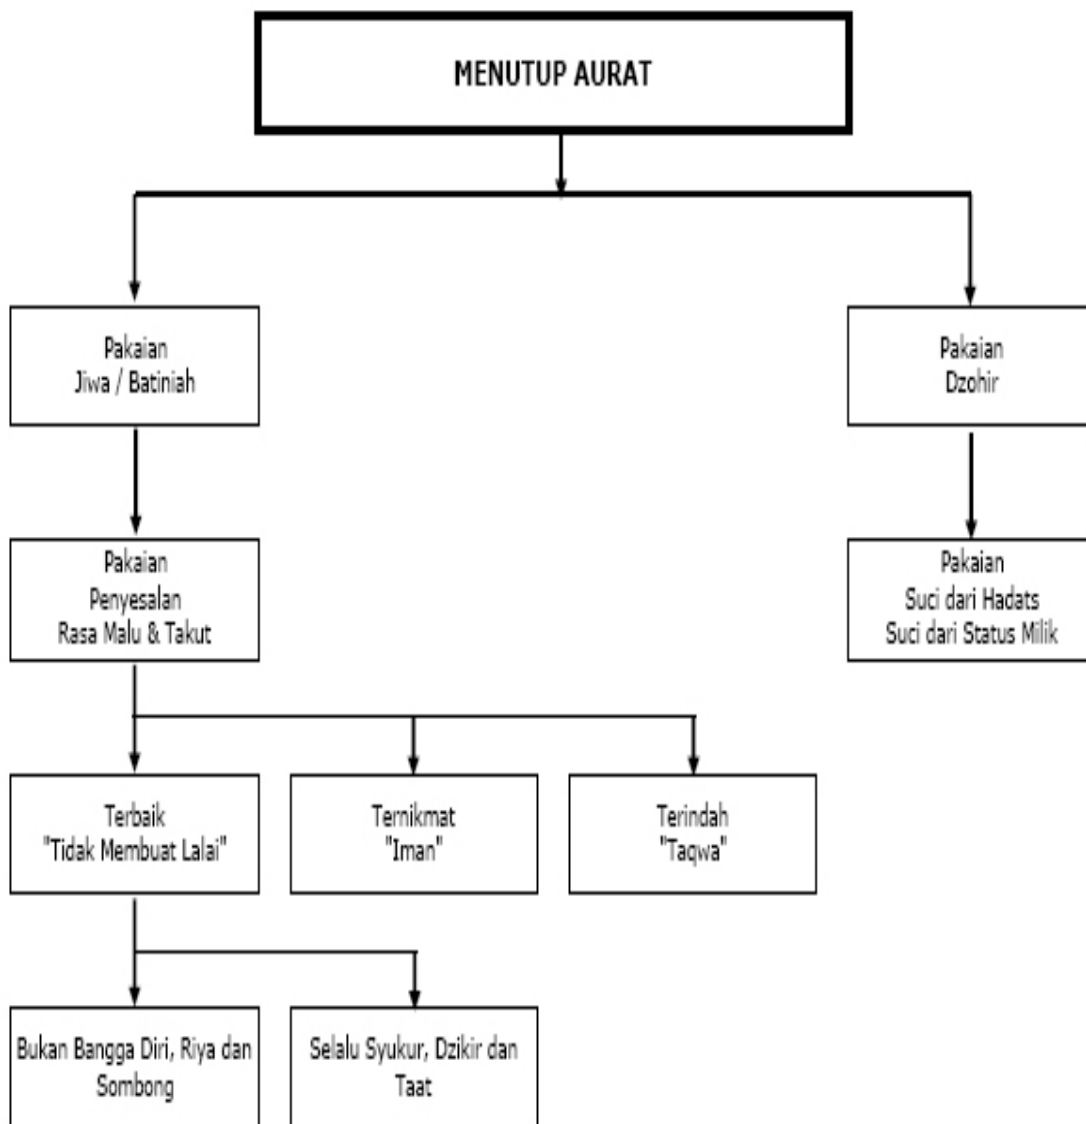 MENUTUP AURAT
Pakaian
Jiwa / Batiniah
Pakaian
Dzohir
Pakaian
Penyesalan
Rasa Malu & Takut
Pakaian
Suci dari Hadats
Suci dari Status Milik
Terbaik
"Tidak Membuat Lalai"
Ternikmat
"Iman"
Terindah
"Taqwa"
Bukan Bangga Diri, Riya dan
Sombong
Selalu Syukur, Dzikir dan
Taat